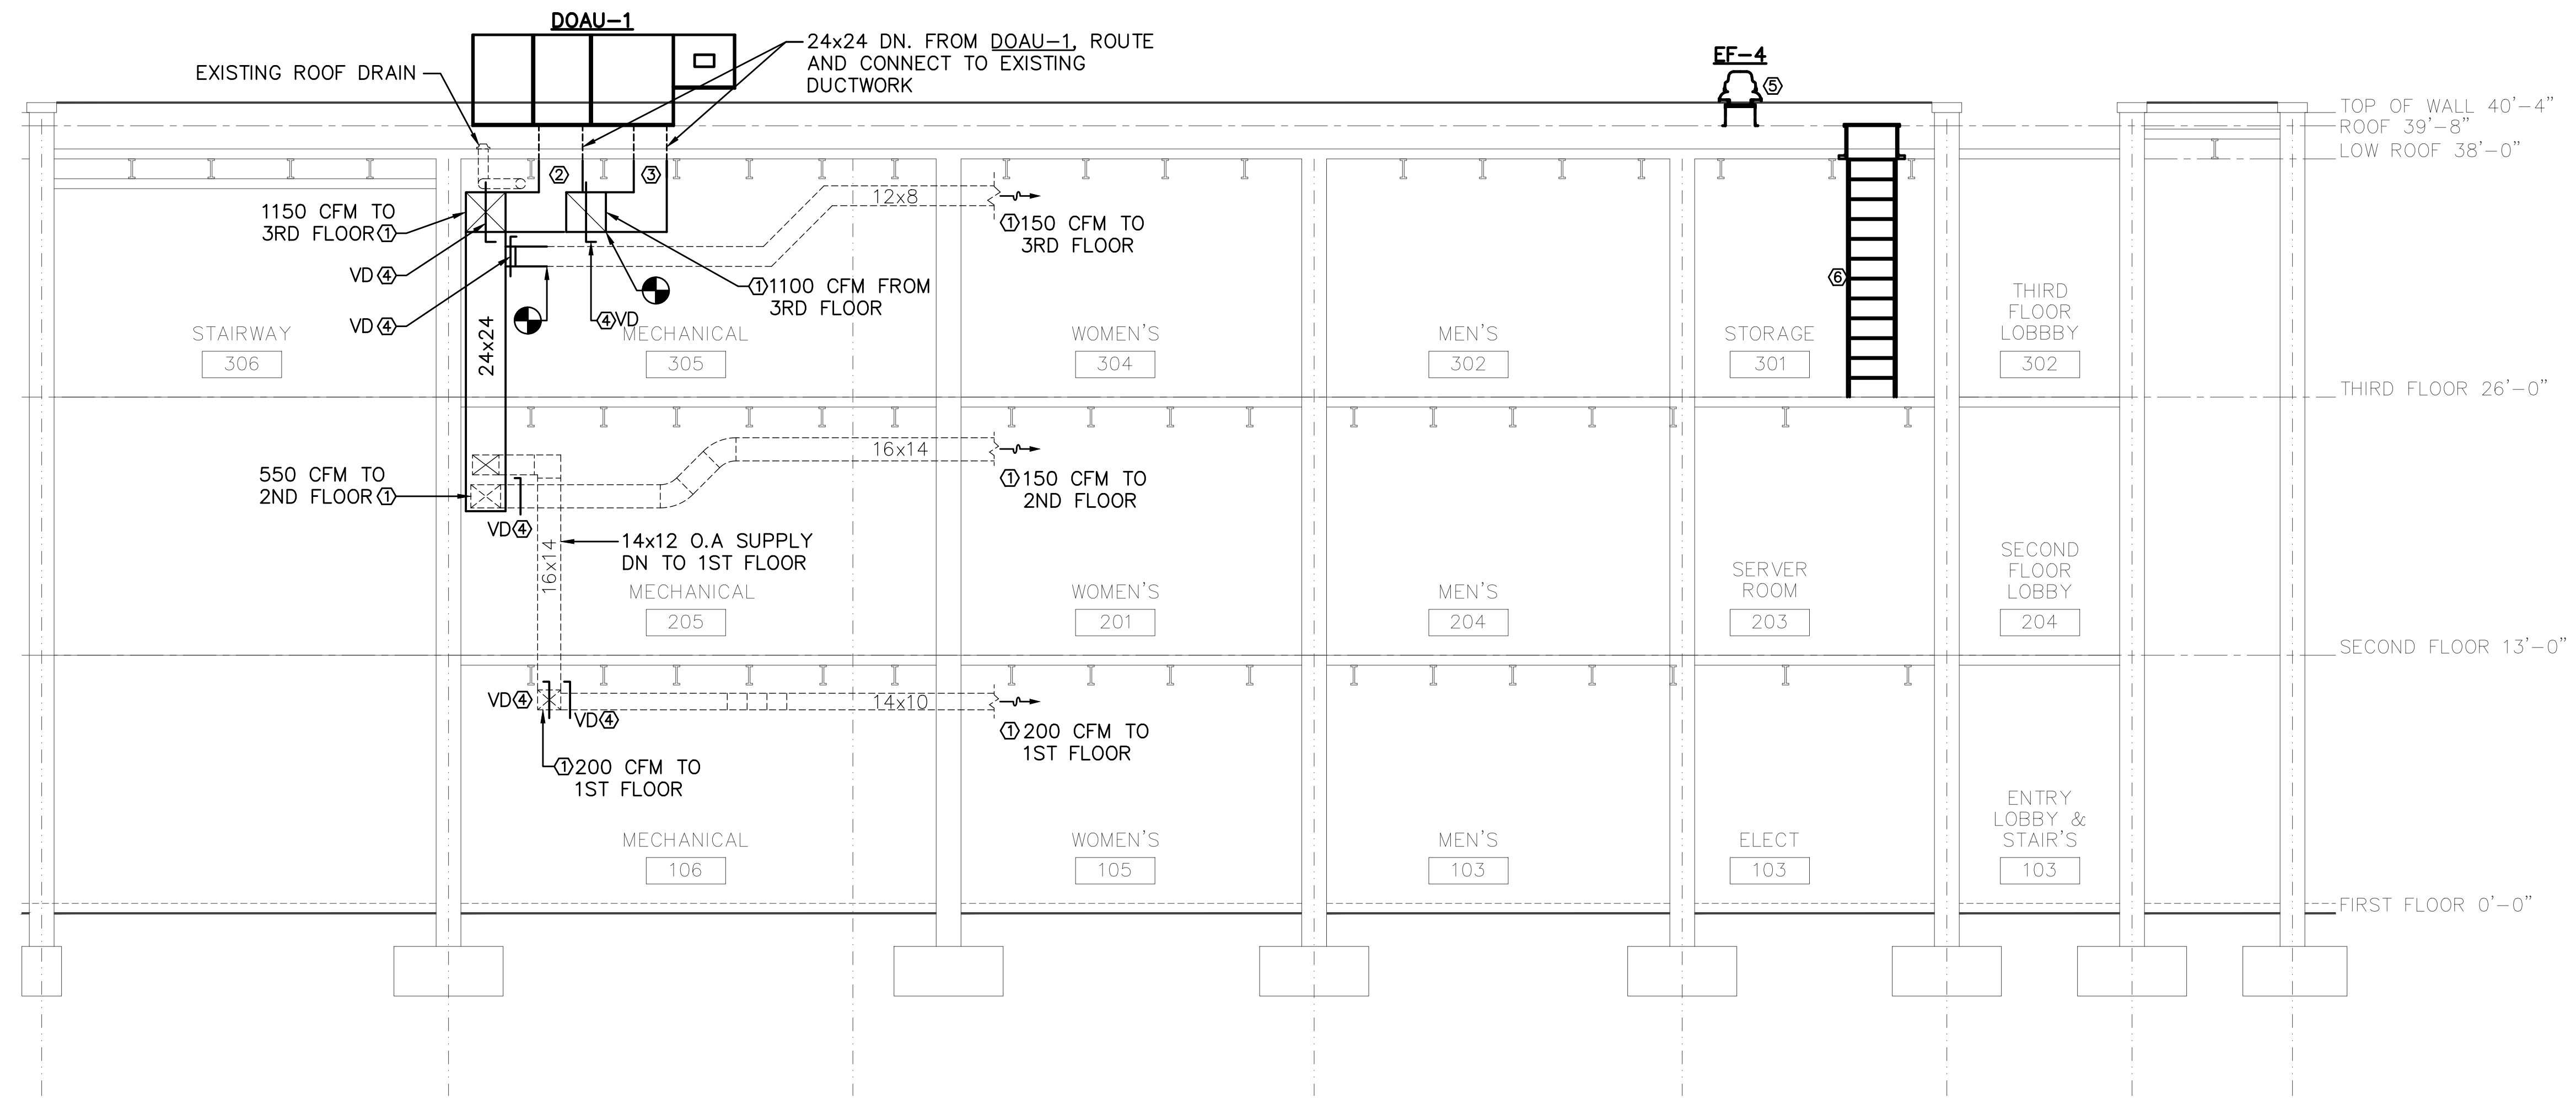 DOAU-1
24x24 DN. FROM DOAU-1, ROUTE
AND CONNECT TO EXISTING
DUCTWORK
EXISTING ROOF DRAIN
EF-4
5
TOP OF WALL 40'-4"
ROOF 39'-8"
LOW ROOF 38'-0"
2
3
12x8
1150 CFM TO
3RD FLOOR 1
1 150 CFM TO
3RD FLOOR
VD 4
1 1100 CFM FROM
3RD FLOOR
VD 4
4 VD
6
24x24
STAIRWAY
306
MECHANICAL
305
WOMEN'S
304
MEN'S
302
STORAGE
301
THIRD
FLOOR
LOBBBY
302
THIRD FLOOR 26'-0"
16x14
550 CFM TO
2ND FLOOR 1
1 150 CFM TO
2ND FLOOR
VD 4
14x12 O.A SUPPLY
DN TO 1ST FLOOR
16x14
MECHANICAL
205
WOMEN'S
201
MEN'S
204
SERVER
ROOM
203
SECOND
FLOOR
LOBBY
204
SECOND FLOOR 13'-0"
VD 4
VD 4
14x10
1 200 CFM TO
1ST FLOOR
1 200 CFM TO
1ST FLOOR
MECHANICAL
106
WOMEN'S
105
MEN'S
103
ELECT
103
ENTRY
LOBBY &
STAIR'S
103
FIRST FLOOR 0'-0"